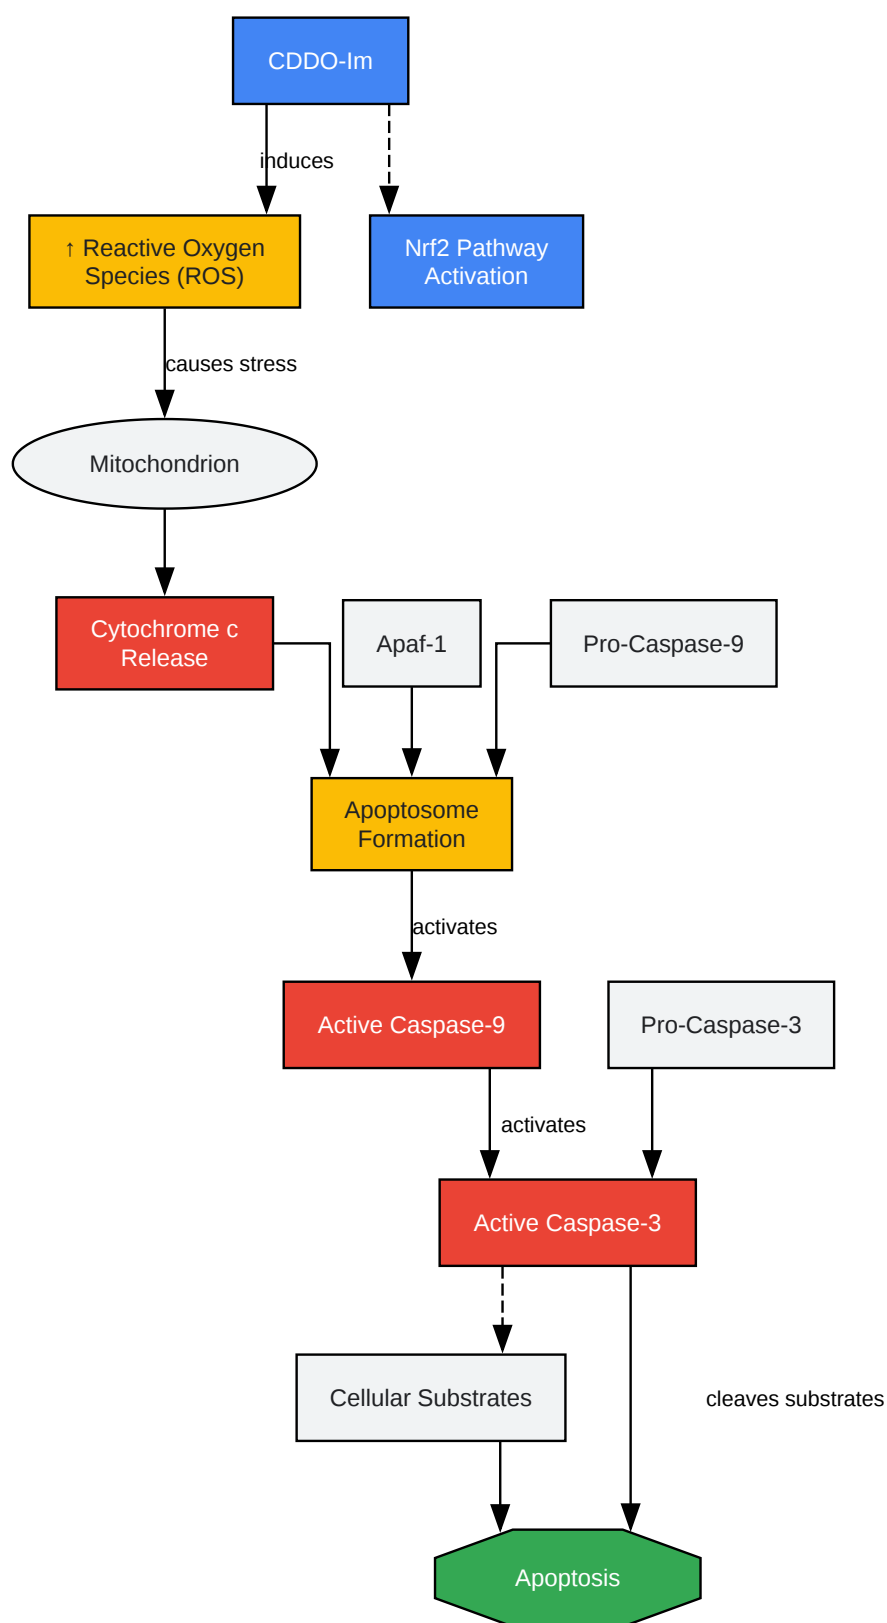 CDDO-Im
induces
↑ Reactive Oxygen
Species (ROS)
Nrf2 Pathway
Activation
causes stress
Mitochondrion
Cytochrome c
Release
Apaf-1
Pro-Caspase-9
Apoptosome
Formation
activates
Active Caspase-9
Pro-Caspase-3
activates
Active Caspase-3
Cellular Substrates
cleaves substrates
Apoptosis